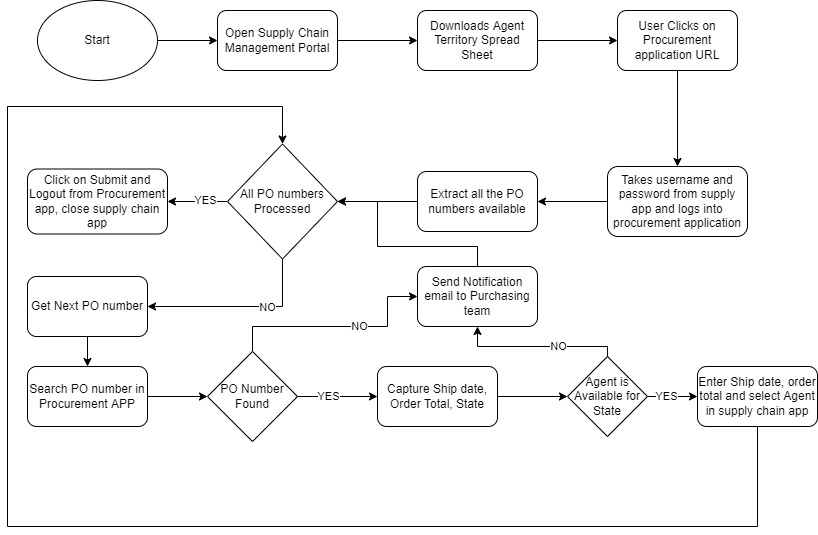 Start
Open Supply Chain
Management Portal
Downloads Agent
Territory Spread
Sheet
User Clicks on
Procurement
application URL
Click on Submit and
Logout from Procurement
app, close supply chain
app
YES
All PO numbers
Processed
Extract all the PO
numbers available
Takes username and
password from supply
app and logs into
procurement application
Get Next PO number
NO
Send Notification
email to Purchasing
team
NO
NO
Search PO number in
Procurement APP
PO Number
Found
YES
Capture Ship date,
Order Total, State
Agent is
Available for
State
YES
Enter Ship date, order
total and select Agent
in supply chain app